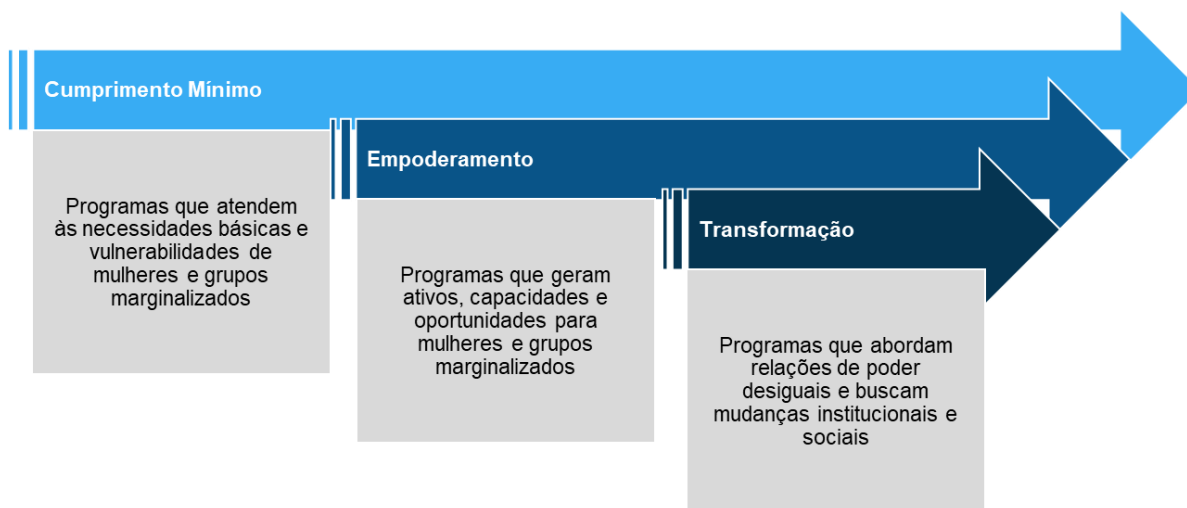 Cumprimento Mínimo
Programas que atendem
às necessidades básicas e
vulnerabilidades de
mulheres e grupos
marginalizados
Empoderamento
Programas que geram
ativos, capacidades e
oportunidades para
mulheres e grupos
marginalizados
Transformação
Programas que abordam
relações de poder
desiguais e buscam
mudanças institucionais e
sociais